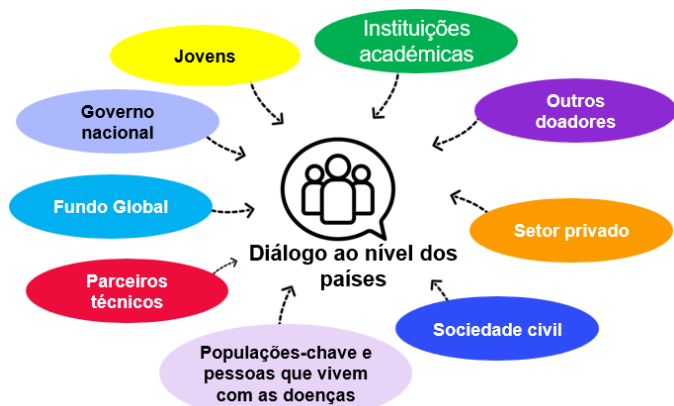 Jovens
Instituições
académicas
Governo
nacional
Outros
doadores
Fundo Global
Setor privado
Diálogo ao nível dos
países
Parceiros
técnicos
Sociedade civil
Populações-chave e
pessoas que vivem
com as doenças